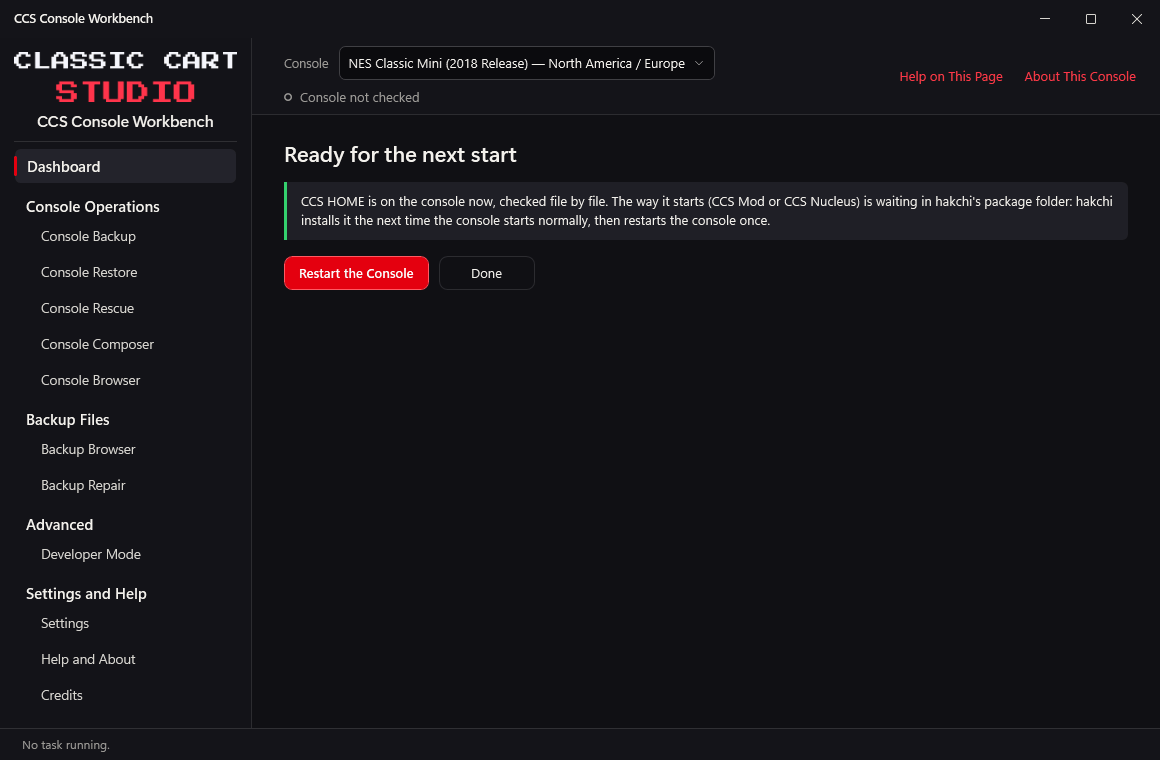 CCS Console Workbench
CLASSIC CART
STUDIO
CCS Console Workbench
Dashboard
Console Operations
Console Backup
Console Restore
Console Rescue
Console Composer
Console Browser
Backup Files
Backup Browser
Backup Repair
Advanced
Developer Mode
Settings and Help
Settings
Help and About
Credits
Console
NES Classic Mini (2018 Release) — North America / Europe
Console not checked
Help on This Page
About This Console
Ready for the next start
CCS HOME is on the console now, checked file by file. The way it starts (CCS Mod or CCS Nucleus) is waiting in hakchi's package folder: hakchi
installs it the next time the console starts normally, then restarts the console once.
Restart the Console
Done
No task running.